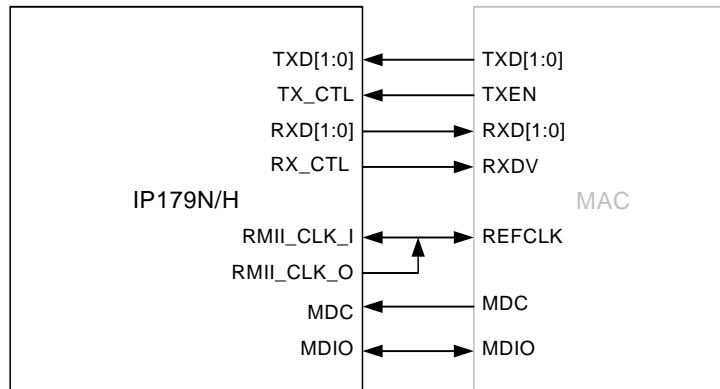 TXD[1:0] TXD[1:0]
TX_CTL TXEN
RXD[1:0] RXD[1:0]
RX_CTL RXDV
IP179N/H MAC
RMII_CLK_I REFCLK
RMII_CLK_O
MDC MDC
MDIO MDIO